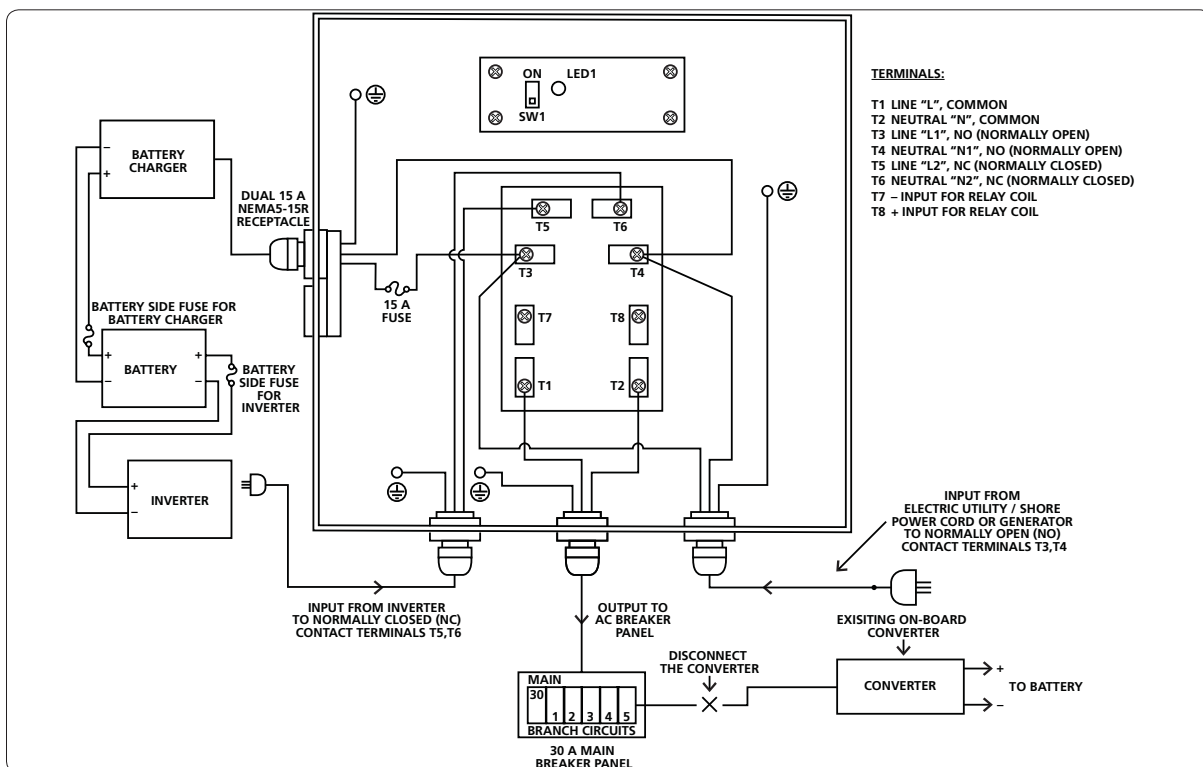 ON
LED1
SW1
TERMINALS:
T1 LINE “L”, COMMON
T2 NEUTRAL “N”, COMMON
T3 LINE “L1”, NO (NORMALLY OPEN)
T4 NEUTRAL “N1”, NO (NORMALLY OPEN)
T5 LINE “L2”, NC (NORMALLY CLOSED)
T6 NEUTRAL “N2”, NC (NORMALLY CLOSED)
T7 – INPUT FOR RELAY COIL
T8 + INPUT FOR RELAY COIL
–
+
BATTERY
CHARGER
DUAL 15 A
NEMA5-15R
RECEPTACLE
T5
T6
T3
T4
15 A
FUSE
T7
T8
T1
T2
BATTERY SIDE FUSE FOR
BATTERY CHARGER
+
–
BATTERY
+
–
BATTERY
SIDE FUSE
FOR
INVERTER
+
–
INVERTER
INPUT FROM
ELECTRIC UTILITY / SHORE
POWER CORD OR GENERATOR
TO NORMALLY OPEN (NO)
CONTACT TERMINALS T3,T4
INPUT FROM INVERTER
TO NORMALLY CLOSED (NC)
CONTACT TERMINALS T5,T6
OUTPUT TO
AC BREAKER
PANEL
EXISITING ON-BOARD
CONVERTER
DISCONNECT
THE CONVERTER
CONVERTER
+
–
TO BATTERY
MAIN
30
1 2 3 4 5
BRANCH CIRCUITS
30 A MAIN
BREAKER PANEL